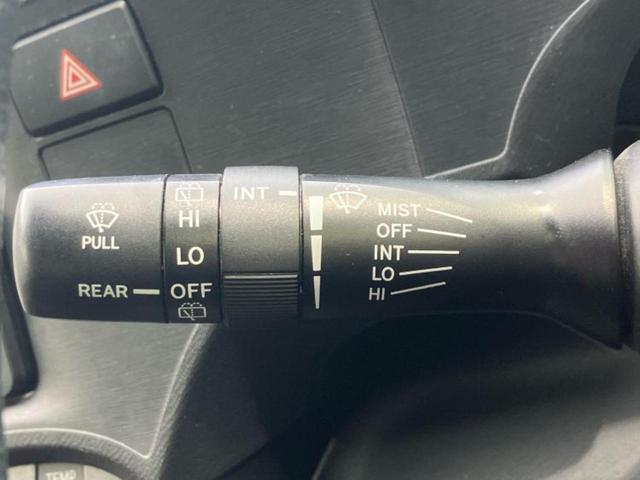 PULL
REAR
HI
LO
OFF
INT
MIST
OFF
INT
LO
HI
TEMP